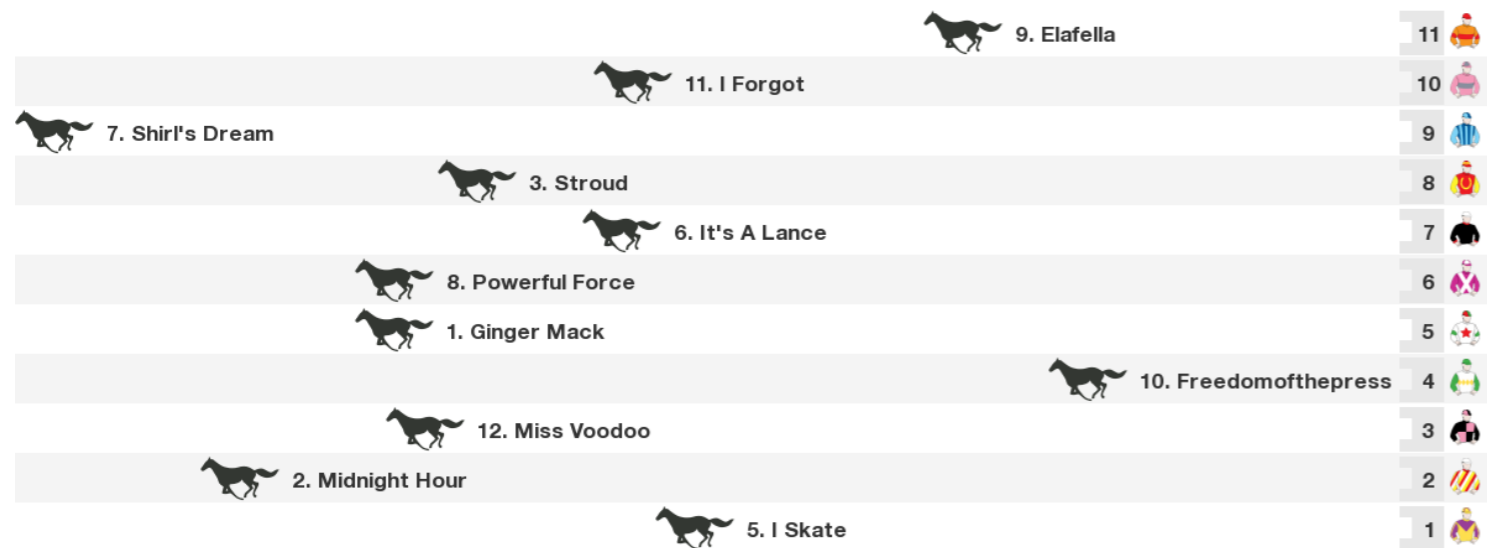 9. Elafella 11
11. I Forgot 10
7. Shirl's Dream 9
3. Stroud 8
6. It's A Lance 7
8. Powerful Force 6
1. Ginger Mack 5
10. Freedomofthepress 4
12. Miss Voodoo 3
2. Midnight Hour 2
5. I Skate 1